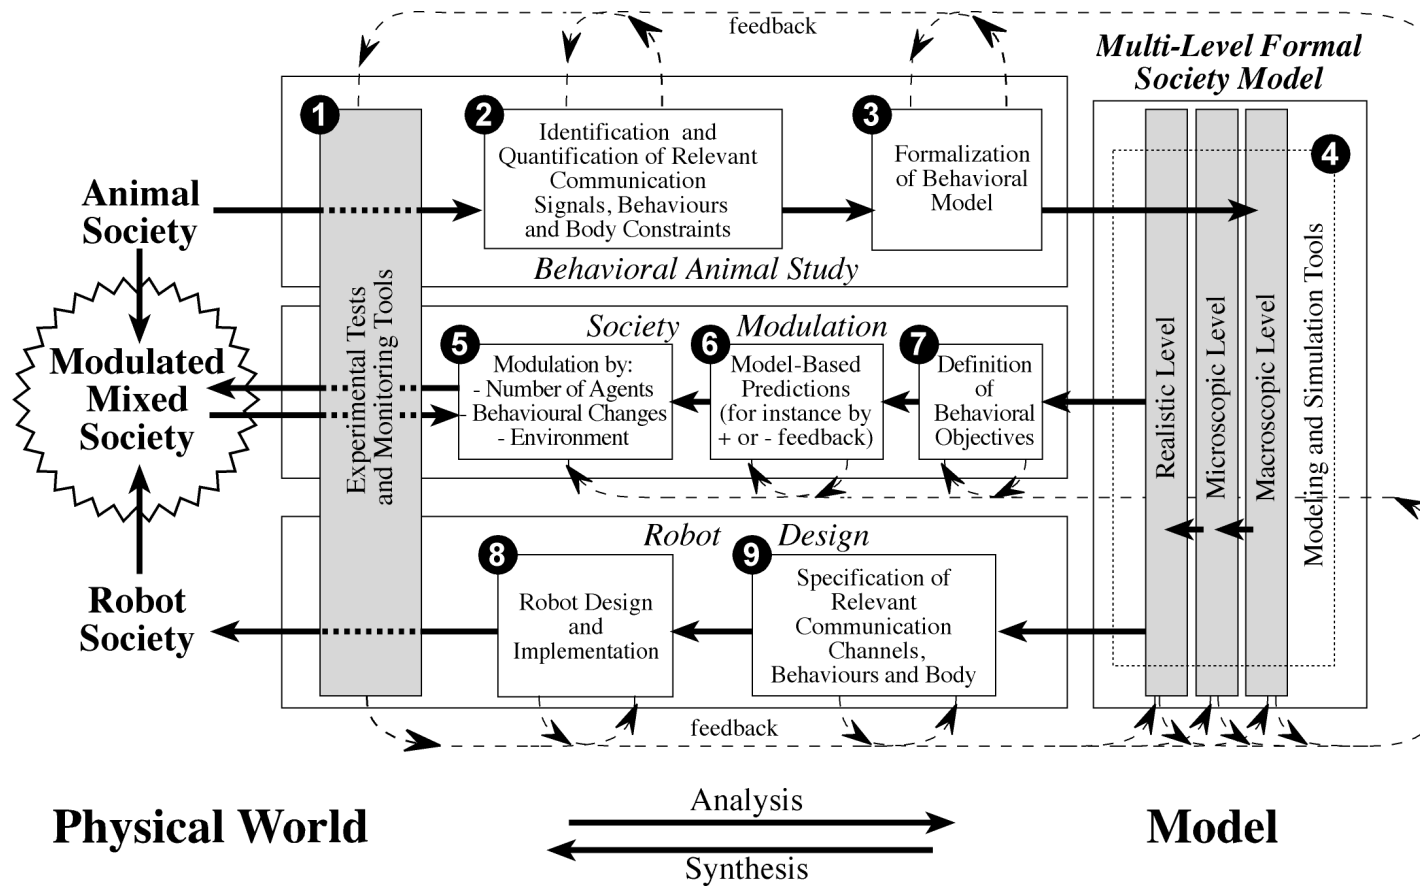 feedback
Multi-Level Formal
Society Model
1
2
3
4
Identification and
Quantification of Relevant
Communication
Signals, Behaviours
and Body Constraints
Formalization
of Behavioral
Model
Animal
Society
Behavioral Animal Study
Experimental Tests
and Monitoring Tools
Society Modulation
5
6
7
Modulated
Mixed
Society
Modulation by:
- Number of Agents
- Behavioural Changes
- Environment
Model-Based
Predictions
(for instance by
+ or - feedback)
Definition
of
Behavioral
Objectives
Realistic Level
Microscopic Level
Macroscopic Level
Modeling and Simulation Tools
Robot Design
8
9
Robot
Society
Robot Design
and
Implementation
Specification of
Relevant
Communication
Channels,
Behaviours and Body
feedback
Physical World
Analysis
Synthesis
Model